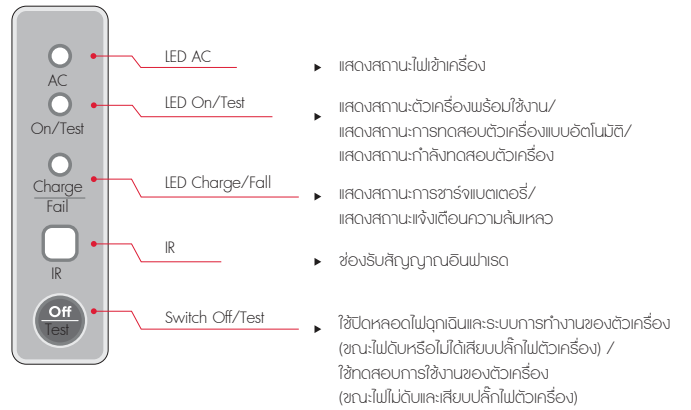 AC
On/Test
Charge
Fail
IR
Off
Test
LED AC
แสดงสถานะไฟเข้าเครื่อง
LED On/Test
แสดงสถานะตัวเครื่องพร้อมใช้งาน/
แสดงสถานะการทดสอบตัวเครื่องแบบอัตโนมัติ/
แสดงสถานะกำลังทดสอบตัวเครื่อง
LED Charge/Fall
แสดงสถานะการชาร์จแบตเตอรี่/
แสดงสถานะแจ้งเตือนความล้มเหลว
IR
ช่องรับสัญญาณอินฟาเรด
Switch Off/Test
ใช้ปิดหลอดไฟฉุกเฉินและระบบการทำงานของตัวเครื่อง
(ขณะไฟดับหรือไม่ได้เสียบปลั๊กไฟตัวเครื่อง) /
ใช้ทดสอบการใช้งานของตัวเครื่อง
(ขณะไฟไม่ดับและเสียบปลั๊กไฟตัวเครื่อง)